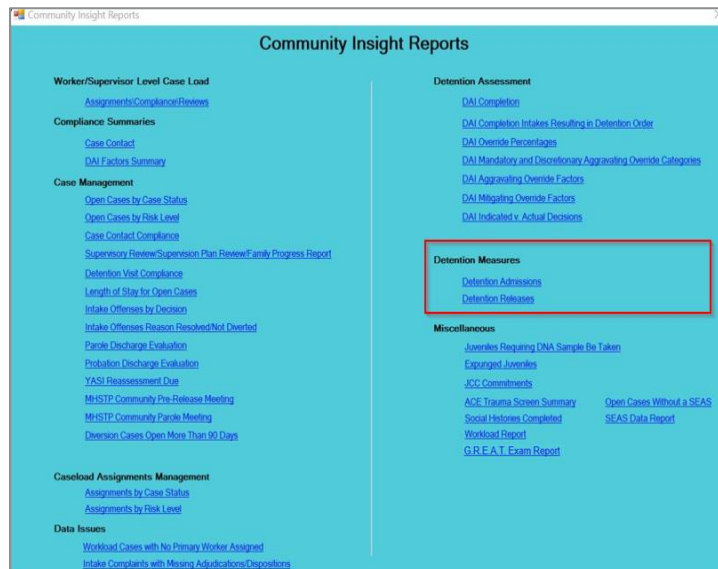 Community Insight Reports
Community Insight Reports
Worker/Supervisor Level Case Load
Assignments\Compliance\Reviews
Compliance Summaries
Case Contact
DAI Factors Summary
Case Management
Open Cases by Case Status
Open Cases by Risk Level
Case Contact Compliance
Supervisory Review/Supervision Plan Review/Family Progress Report
Detention Visit Compliance
Length of Stay for Open Cases
Intake Offenses by Decision
Intake Offenses Reason Resolved/Not Diverted
Parole Discharge Evaluation
Probation Discharge Evaluation
YASI Reassessment Due
MHSTP Community Pre-Release Meeting
MHSTP Community Parole Meeting
Diversion Cases Open More Than 90 Days
Caseload Assignments Management
Assignments by Case Status
Assignments by Risk Level
Data Issues
Workload Cases with No Primary Worker Assigned
Intake Complaints with Missing Adjudications/Dispositions
Detention Assessment
DAI Completion
DAI Completion Intakes Resulting in Detention Order
DAI Override Percentages
DAI Mandatory and Discretionary Aggravating Override Categories
DAI Aggravating Override Factors
DAI Mitigating Override Factors
DAI Indicated v. Actual Decisions
Detention Measures
Detention Admissions
Detention Releases
Miscellaneous
Juveniles Requiring DNA Sample Be Taken
Expunged Juveniles
JCC Commitments
ACE Trauma Screen Summary
Open Cases Without a SEAS
Social Histories Completed
SEAS Data Report
Workload Report
G.R.E.A.T. Exam Report